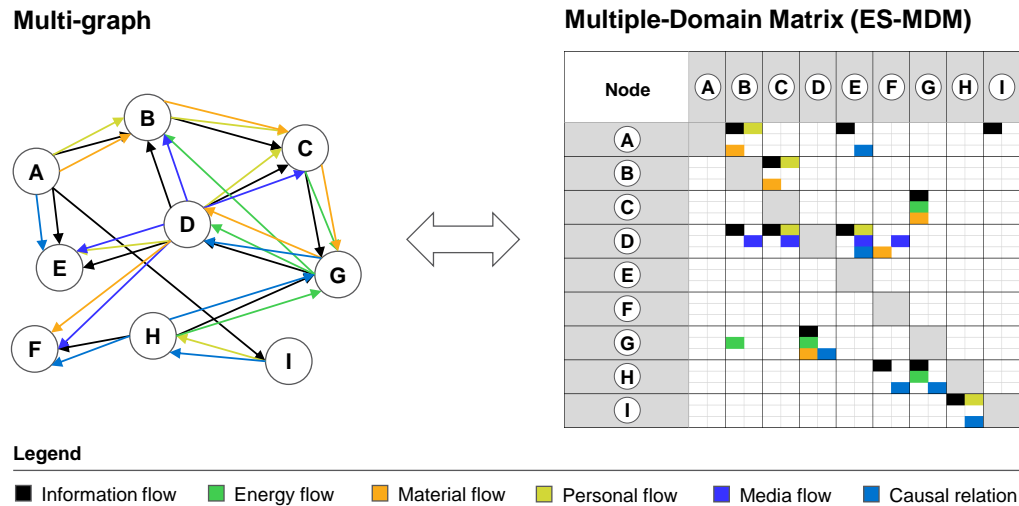 Multi-graph
Multiple-Domain Matrix (ES-MDM)
B
A
C
D
E
G
H
F
I
Node A B C D E F G H I
A
B
C
D
E
F
G
H
I
Legend
Information flow Energy flow Material flow Personal flow Media flow Causal relation